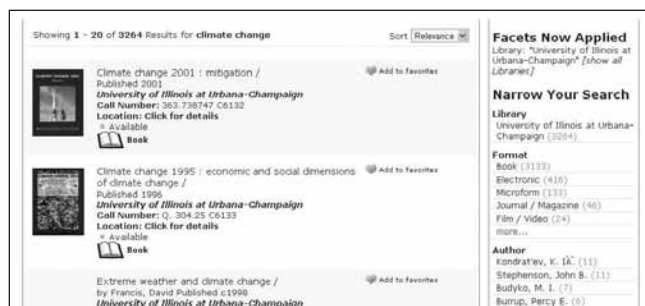 Showing 1 - 20 of 3264 Results for climate change
Sort Relevance
Climate change 2001 : mitigation /
Published 2001
University of Illinois at Urbana-Champaign
Call Number: 363.738747 C6132
Location: Click for details
Available
Book
Add to favorites
Climate change 1995 : economic and social dimensions
of climate change /
Published 1996
University of Illinois at Urbana-Champaign
Call Number: Q. 304.25 C6133
Location: Click for details
Available
Book
Add to favorites
Extreme weather and climate change /
by Francis, David Published c1998
University of Illinois at Urbana-Champaign
Add to favorites
Facets Now Applied
Library: "University of Illinois at
Urbana-Champaign" [show all
Libraries]
Narrow Your Search
Library
University of Illinois at Urbana-
Champaign (3264)
Format
Book (3133)
Electronic (416)
Microform (133)
Journal / Magazine (46)
Film / Video (24)
more...
Author
Kondrat'ev, K. IÂ. (11)
Stephenson, John B. (11)
Budyko, M. I. (7)
Burrup, Percy E. (6)